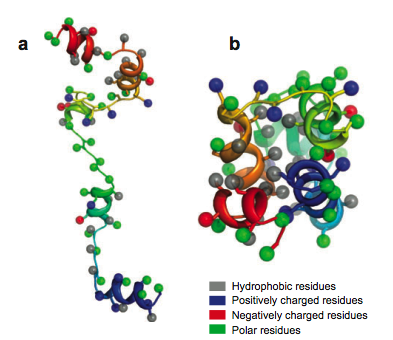 a
b
Hydrophobic residues
Positively charged residues
Negatively charged residues
Polar residues